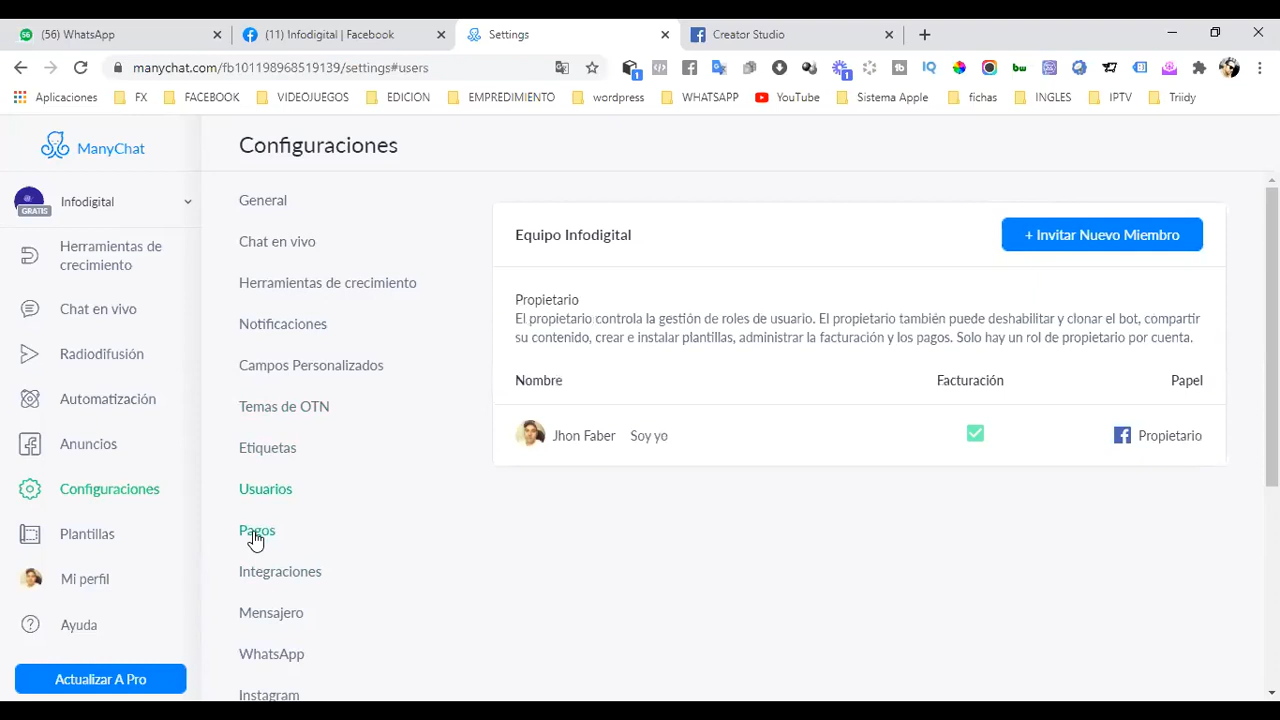 (56) WhatsApp
(11) Infodigital | Facebook
Settings
Creator Studio
manychat.com/fb101198968519139/settings#users
Aplicaciones
FX
FACEBOOK
VIDEOJUEGOS
EDICION
EMPREDIMIENTO
wordpress
WHATSAPP
YouTube
Sistema Apple
fichas
INGLES
IPTV
Triidy
ManyChat
Infodigital
GRATIS
Herramientas de
crecimiento
Chat en vivo
Radiodifusión
Automatización
Anuncios
Configuraciones
Plantillas
Mi perfil
Ayuda
Actualizar A Pro
Configuraciones
General
Chat en vivo
Herramientas de crecimiento
Notificaciones
Campos Personalizados
Temas de OTN
Etiquetas
Usuarios
Pagos
Integraciones
Mensajero
WhatsApp
Instagram
Equipo Infodigital
+ Invitar Nuevo Miembro
Propietario
El propietario controla la gestión de roles de usuario. El propietario también puede deshabilitar y clonar el bot, compartir
su contenido, crear e instalar plantillas, administrar la facturación y los pagos. Solo hay un rol de propietario por cuenta.
Nombre Facturación Papel
Jhon Faber Soy yo Propietario